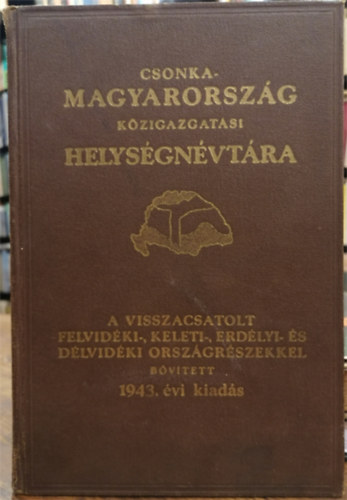 CSONKA-
MAGYARORSZÁG
KÖZIGAZGATÁSI
HELYSÉGNÉVTÁRA
A VISSZACSATOLT
FELVIDÉKI-, KELETI-, ERDÉLYI- ÉS
DÉLVIDÉKI ORSZÁGRÉSZEKKEL
BŐVÍTETT
1943. évi kiadás